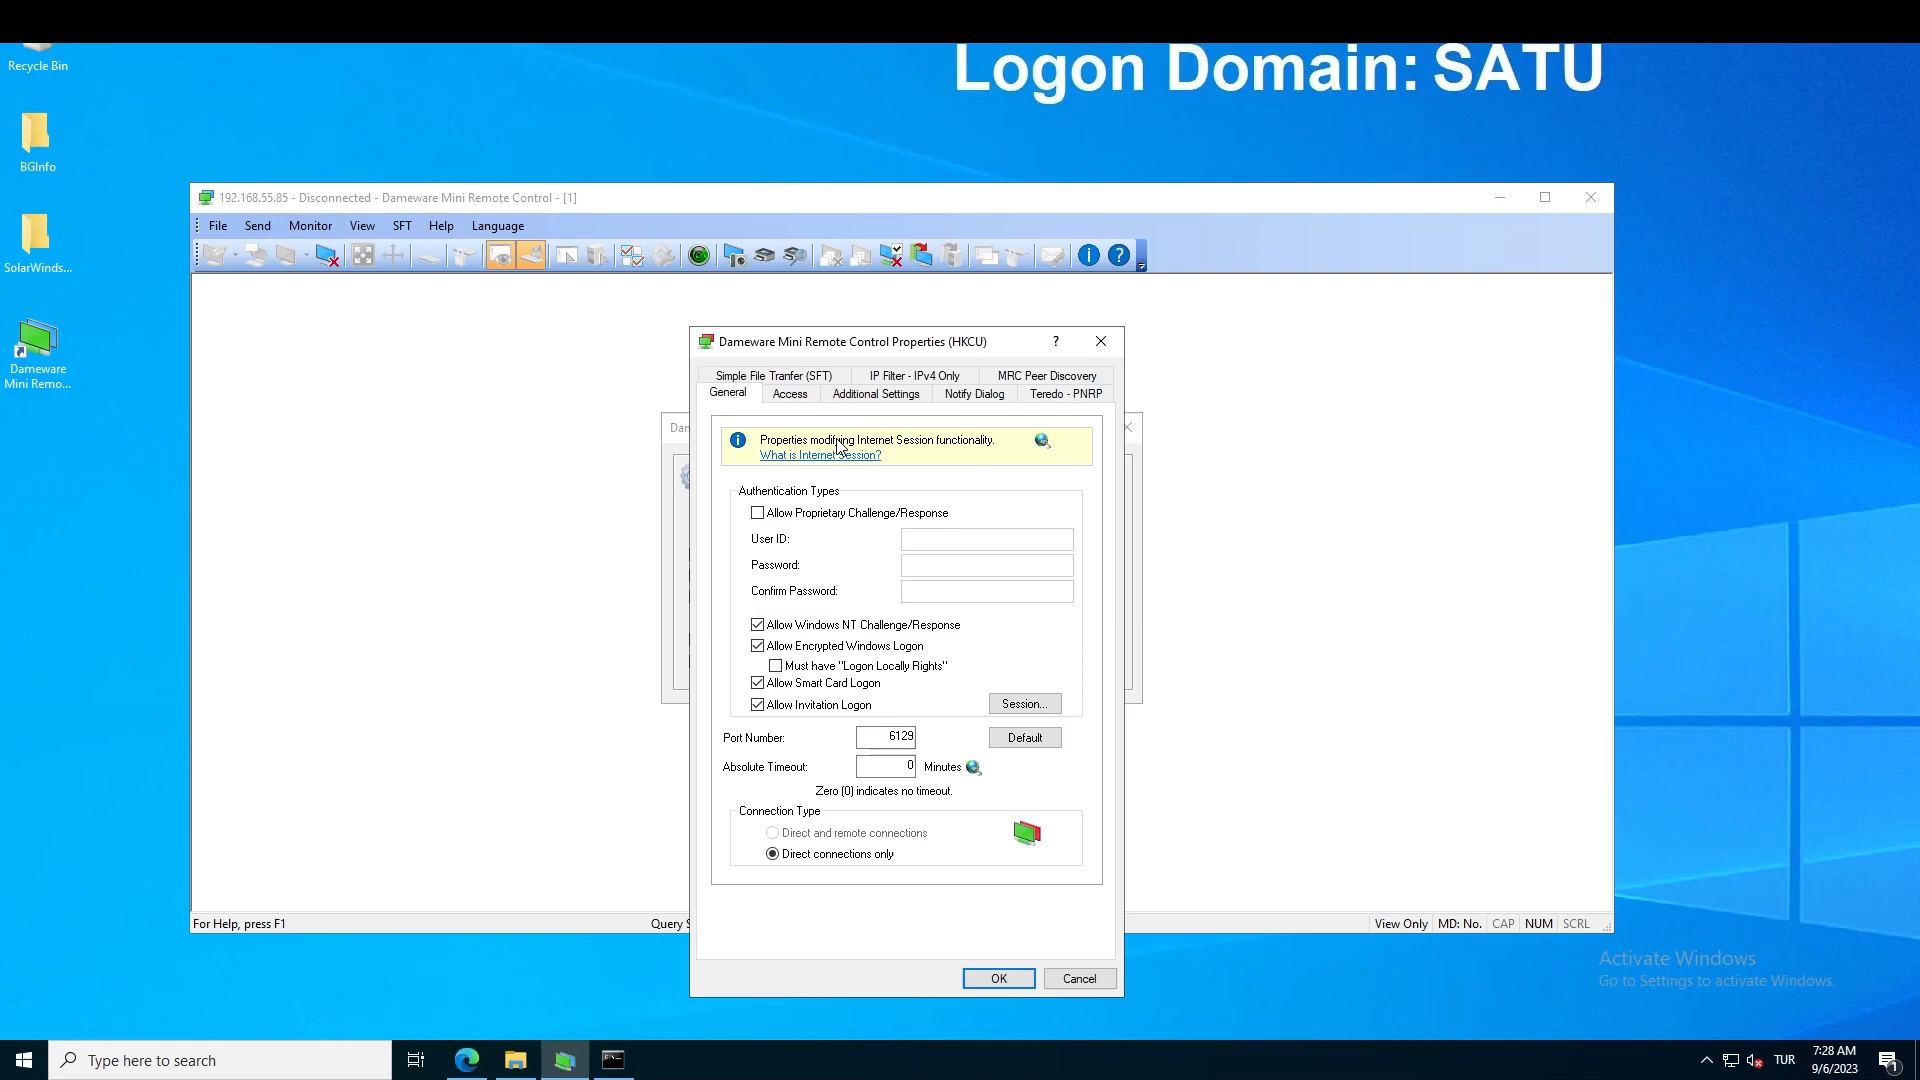 Logon Domain: SATU
Recycle Bin
BGInfo
SolarWinds...
Dameware
Mini Remo...
192.168.55.85 - Disconnected - Dameware Mini Remote Control - [1]
File Send Monitor View SFT Help Language
Dameware Mini Remote Control Properties (HKCU)
Simple File Tranfer (SFT) IP Filter - IPv4 Only MRC Peer Discovery
General Access Additional Settings Notify Dialog Teredo - PNRP
Dan
Properties modifying Internet Session functionality.
What is Internet Session?
Authentication Types
Allow Proprietary Challenge/Response
User ID:
Password:
Confirm Password:
Allow Windows NT Challenge/Response
Allow Encrypted Windows Logon
Must have "Logon Locally Rights"
Allow Smart Card Logon
Allow Invitation Logon Session...
Port Number: 6129 Default
Absolute Timeout: 0 Minutes
Zero (0) indicates no timeout.
Connection Type
Direct and remote connections
Direct connections only
OK Cancel
For Help, press F1 Query S View Only MD: No. CAP NUM SCRL
Activate Windows
Go to Settings to activate Windows.
Type here to search
TUR
7:28 AM
9/6/2023
1